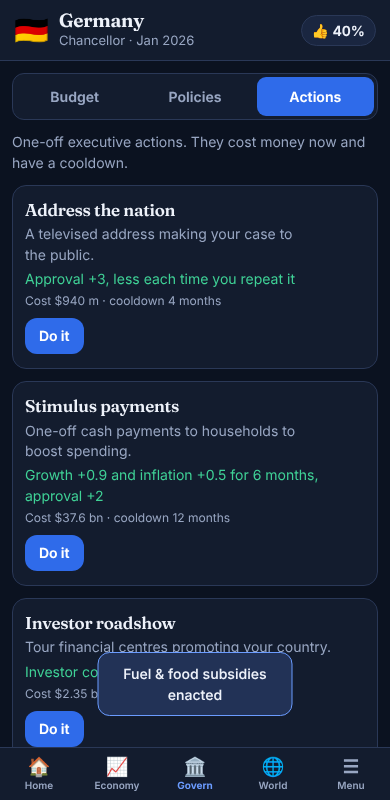 Germany
Chancellor · Jan 2026
👍 40%
Budget
Policies
Actions
One-off executive actions. They cost money now and
have a cooldown.
Address the nation
A televised address making your case to
the public.
Approval +3, less each time you repeat it
Cost $940 m · cooldown 4 months
Do it
Stimulus payments
One-off cash payments to households to
boost spending.
Growth +0.9 and inflation +0.5 for 6 months,
approval +2
Cost $37.6 bn · cooldown 12 months
Do it
Investor roadshow
Tour financial centres promoting your country.
Investor
Cost $2.35
Fuel & food subsidies
enacted
Do it
Home
Economy
Govern
World
Menu